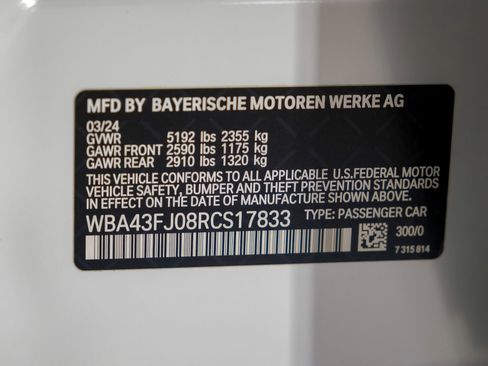 MFD BY BAYERISCHE MOTOREN WERKE AG
03/24
GVWR 5192 lbs 2355 kg
GAWR FRONT 2590 lbs 1175 kg
GAWR REAR 2910 lbs 1320 kg
THIS VEHICLE CONFORMS TO ALL APPLICABLE U.S.FEDERAL MOTOR
VEHICLE SAFETY, BUMPER AND THEFT PREVENTION STANDARDS
IN EFFECT ON THE DATE OF MANUFACTURE SHOWN ABOVE.
WBA43FJ08RCS17833 TYPE: PASSENGER CAR
300/0
7 315 814